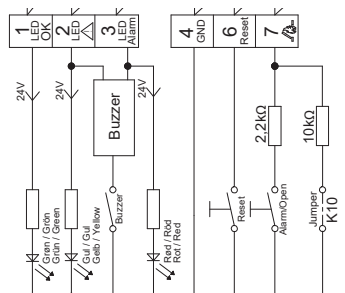 1
LED
OK
2
LED
3
LED
Alarm
4
GND
6
Reset
7
24V
24V
24V
Buzzer
2,2kΩ
10kΩ
Buzzer
Reset
Alarm/Open
Jumper
K10
Grøn / Grön
Grün / Green
Gul / Gul
Gelb / Yellow
Rød / Röd
Rot / Red